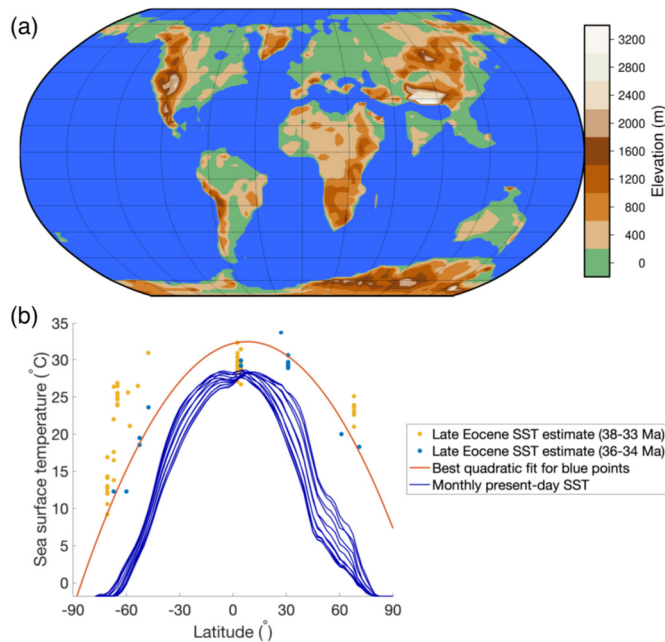 (a)
3200
2800
2400
2000
1600
1200
800
400
0
Elevation (m)
(b)
35
30
25
20
15
10
5
0
Sea surface temperature (°C)
-90 -60 -30 0 30 60 90
Latitude (°)
Late Eocene SST estimate (38-33 Ma)
Late Eocene SST estimate (36-34 Ma)
Best quadratic fit for blue points
Monthly present-day SST